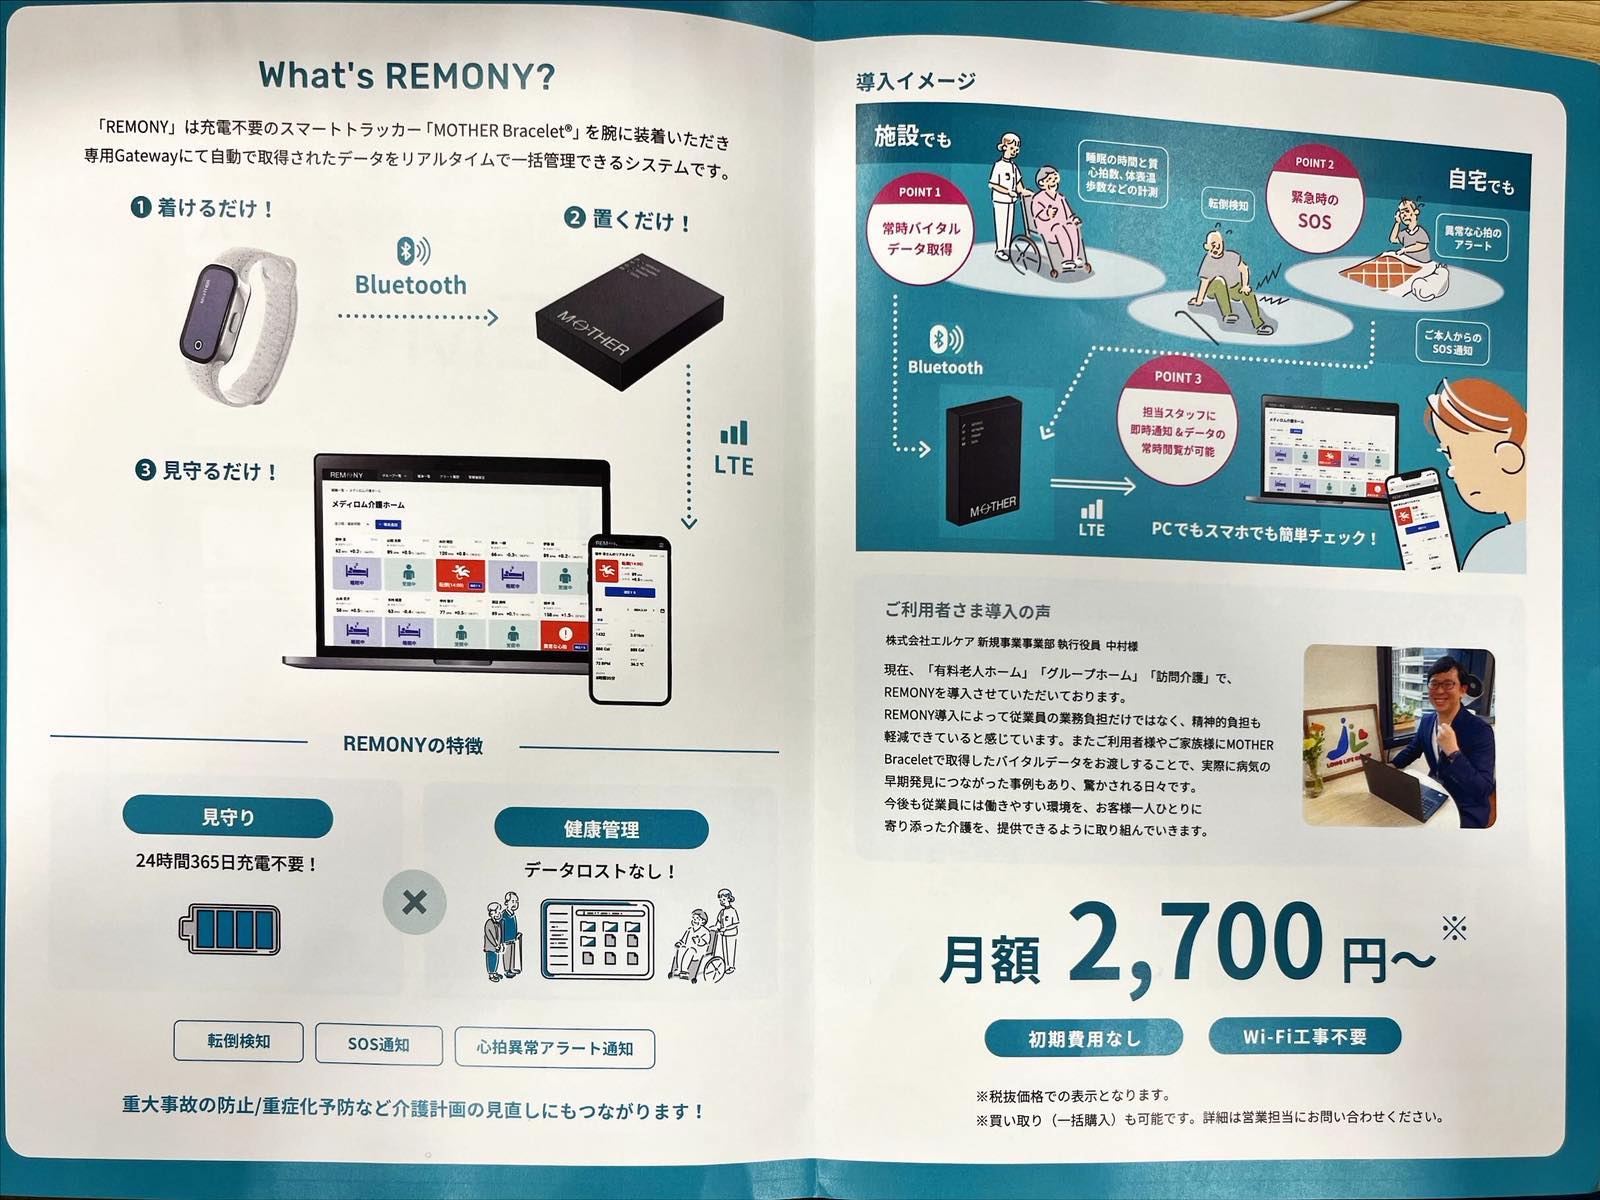 What's REMONY?
「REMONY」は充電不要のスマートトラッカー「MOTHER Bracelet®」を腕に装着いただき
専用Gatewayにて自動で取得されたデータをリアルタイムで一括管理できるシステムです。
❶ 着けるだけ！
❷ 置くだけ！
Bluetooth
MOTHER
MOTHER
LTE
❸ 見守るだけ！
REMONY
メディロム介護ホーム
転倒(14:00)
睡眠中
REMONYの特徴
見守り
24時間365日充電不要！
×
健康管理
データロストなし！
転倒検知
SOS通知
心拍異常アラート通知
重大事故の防止/重症化予防など介護計画の見直しにもつながります！
導入イメージ
施設でも
自宅でも
POINT 1
常時バイタル
データ取得
睡眠の時間と質
心拍数、体表温
歩数などの計測
転倒検知
POINT 2
緊急時の
SOS
異常な心拍の
アラート
ご本人からの
SOS通知
Bluetooth
POINT 3
担当スタッフに
即時通知＆データの
常時閲覧が可能
MOTHER
LTE
メディロム介護ホーム
PCでもスマホでも簡単チェック！
ご利用者さま導入の声
株式会社エルケア 新規事業事業部 執行役員 中村様
現在、「有料老人ホーム」「グループホーム」「訪問介護」で、
REMONYを導入させていただいております。
REMONY導入によって従業員の業務負担だけではなく、精神的負担も
軽減できていると感じています。またご利用者様やご家族様にMOTHER
Braceletで取得したバイタルデータをお渡しすることで、実際に病気の
早期発見につながった事例もあり、驚かされる日々です。
今後も従業員には働きやすい環境を、お客様一人ひとりに
寄り添った介護を、提供できるように取り組んでいきます。
LONG LIFE
月額 2,700 円～※
初期費用なし
Wi-Fi工事不要
※税抜価格での表示となります。
※買い取り（一括購入）も可能です。詳細は営業担当にお問い合わせください。